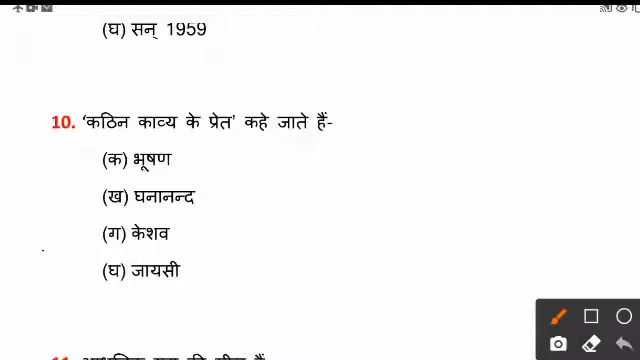 (घ) सन् 1959
10. ‘कठिन काव्य के प्रेत’ कहे जाते हैं-
(क) भूषण
(ख) घनानन्द
(ग) केशव
(घ) जायसी